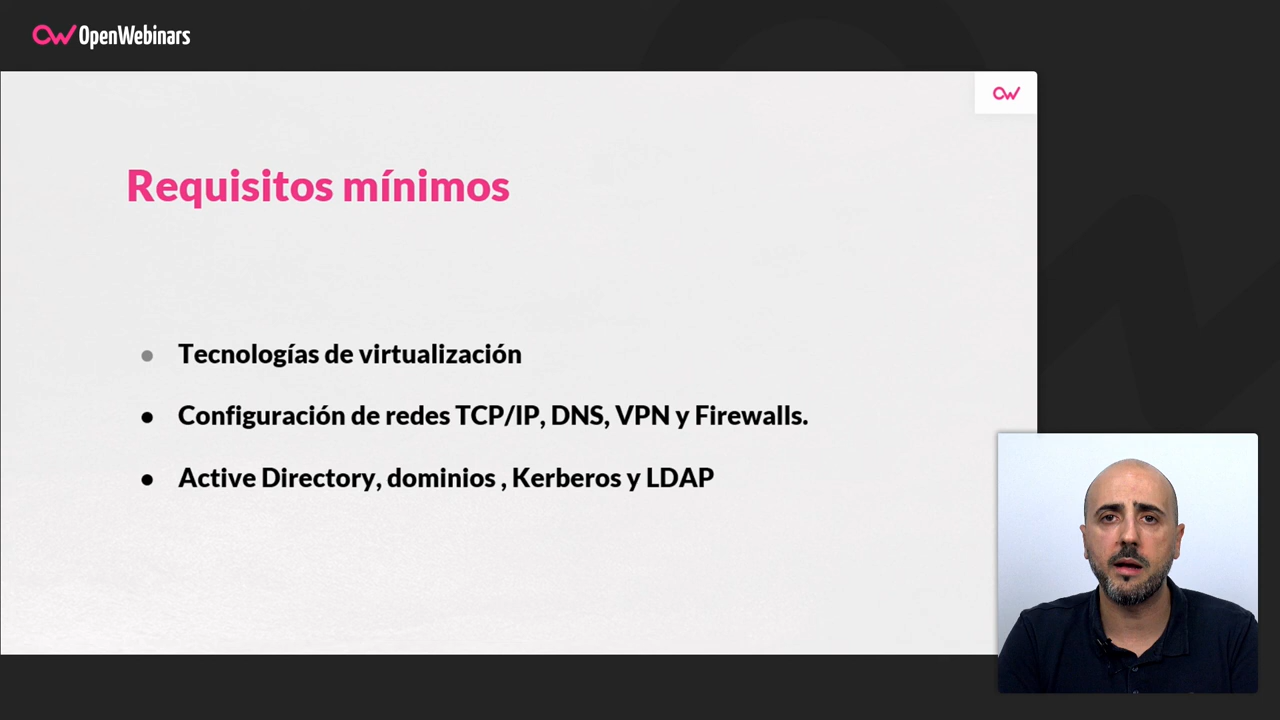 OpenWebinars
Requisitos mínimos
Tecnologías de virtualización
Configuración de redes TCP/IP, DNS, VPN y Firewalls.
Active Directory, dominios , Kerberos y LDAP